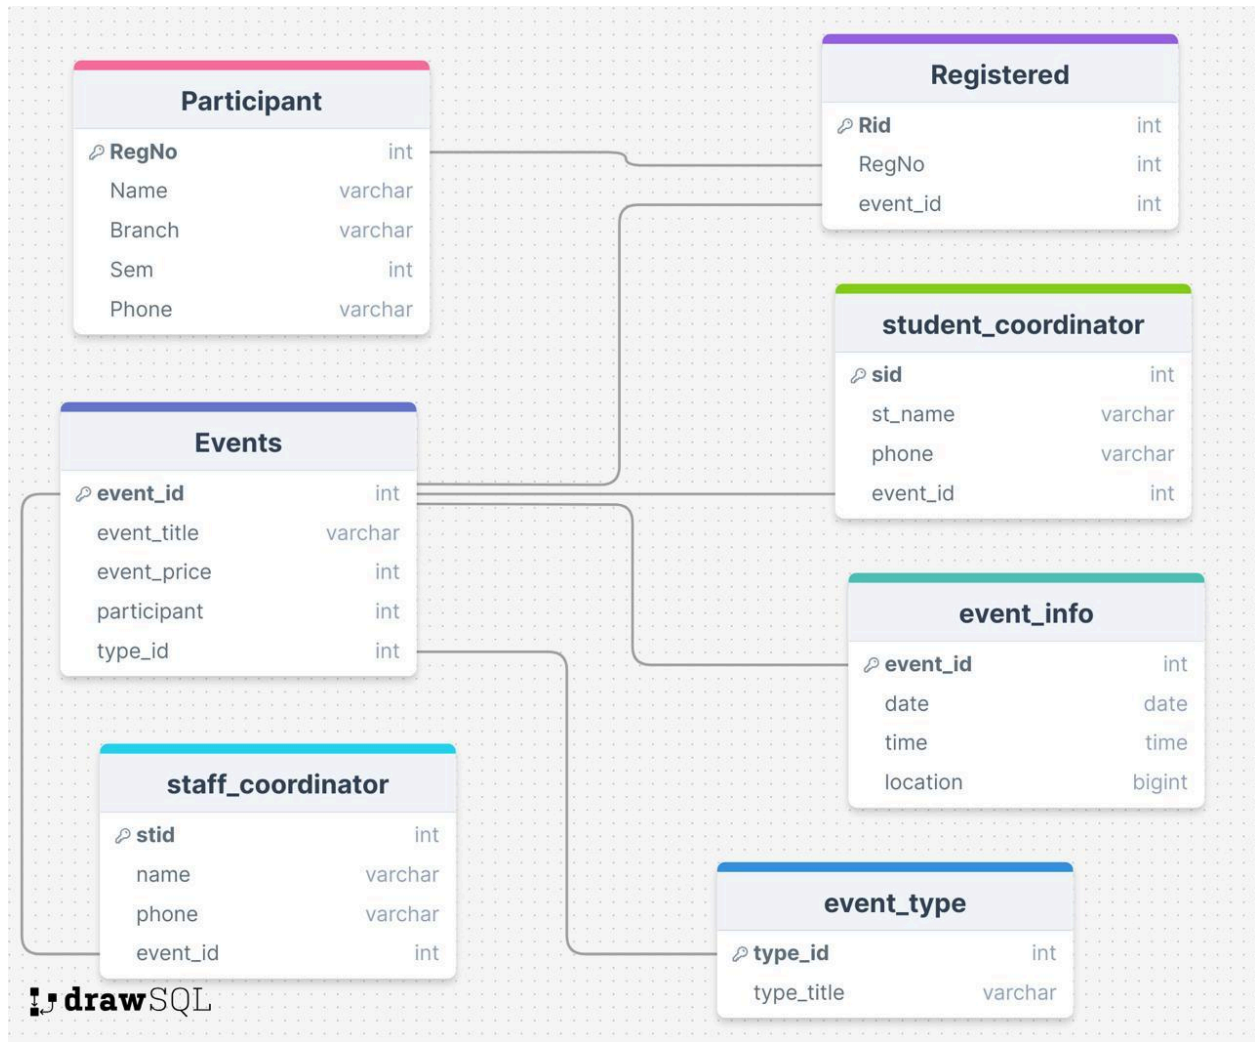 Participant
RegNo int
Name varchar
Branch varchar
Sem int
Phone varchar
Registered
Rid int
RegNo int
event_id int
student_coordinator
sid int
st_name varchar
phone varchar
event_id int
Events
event_id int
event_title varchar
event_price int
participant int
type_id int
event_info
event_id int
date date
time time
location bigint
staff_coordinator
stid int
name varchar
phone varchar
event_id int
event_type
type_id int
type_title varchar
drawSQL